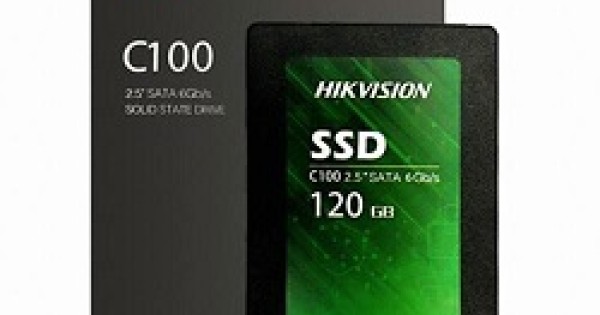 C100
2.5" SATA 6Gb/s
SOLID STATE DRIVE
HIKVISION
SSD
C100 2.5" SATA 6Gb/s
120 GB